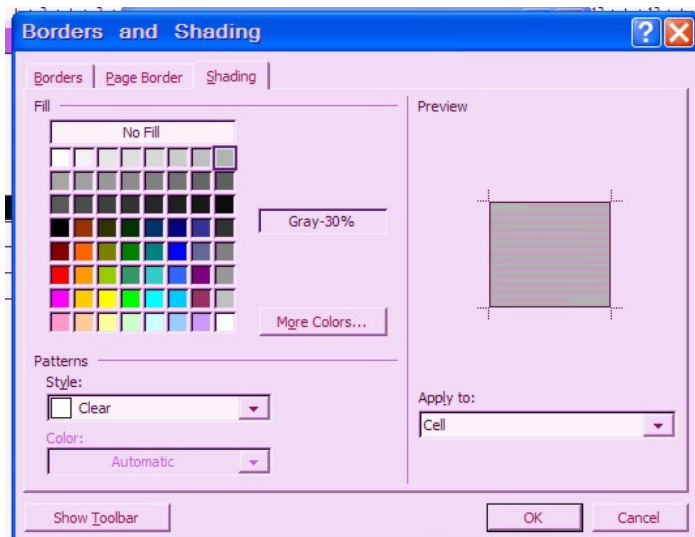 Borders and Shading
Borders
Page Border
Shading
Fill
No Fill
Gray-30%
More Colors...
Patterns
Style:
Clear
Color:
Automatic
Preview
Apply to:
Cell
Show Toolbar
OK
Cancel